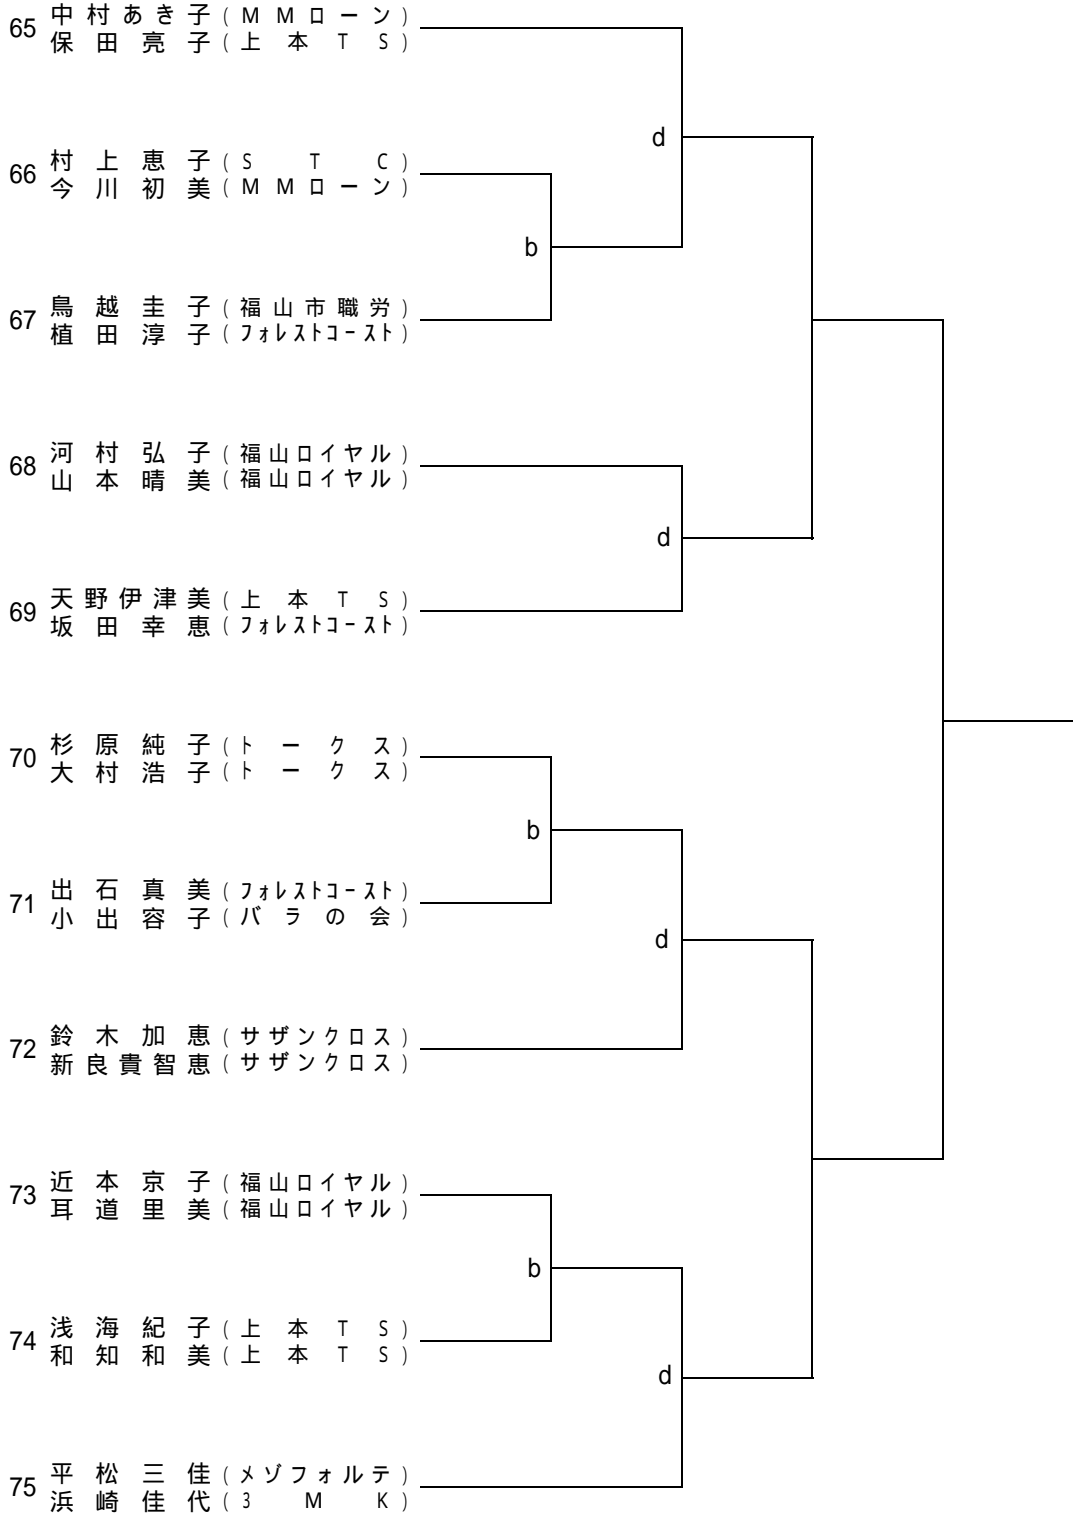 65 中村あき子(MMローン)
保田亮子(上本TS)
d
66 村上恵子(STC)
今川初美(MMローン)
b
67 鳥越圭子(福山市職労)
植田淳子(フォレストコースト)
68 河村弘子(福山ロイヤル)
山本晴美(福山ロイヤル)
d
69 天野伊津美(上本TS)
坂田幸恵(フォレストコースト)
70 杉原純子(トークス)
大村浩子(トークス)
b
71 出石真美(フォレストコースト)
小出容子(バラの会)
d
72 鈴木加恵(サザンクロス)
新良貴智恵(サザンクロス)
73 近本京子(福山ロイヤル)
耳道里美(福山ロイヤル)
b
74 浅海紀子(上本TS)
和知和美(上本TS)
d
75 平松三佳(メゾフォルテ)
浜崎佳代(3MK)